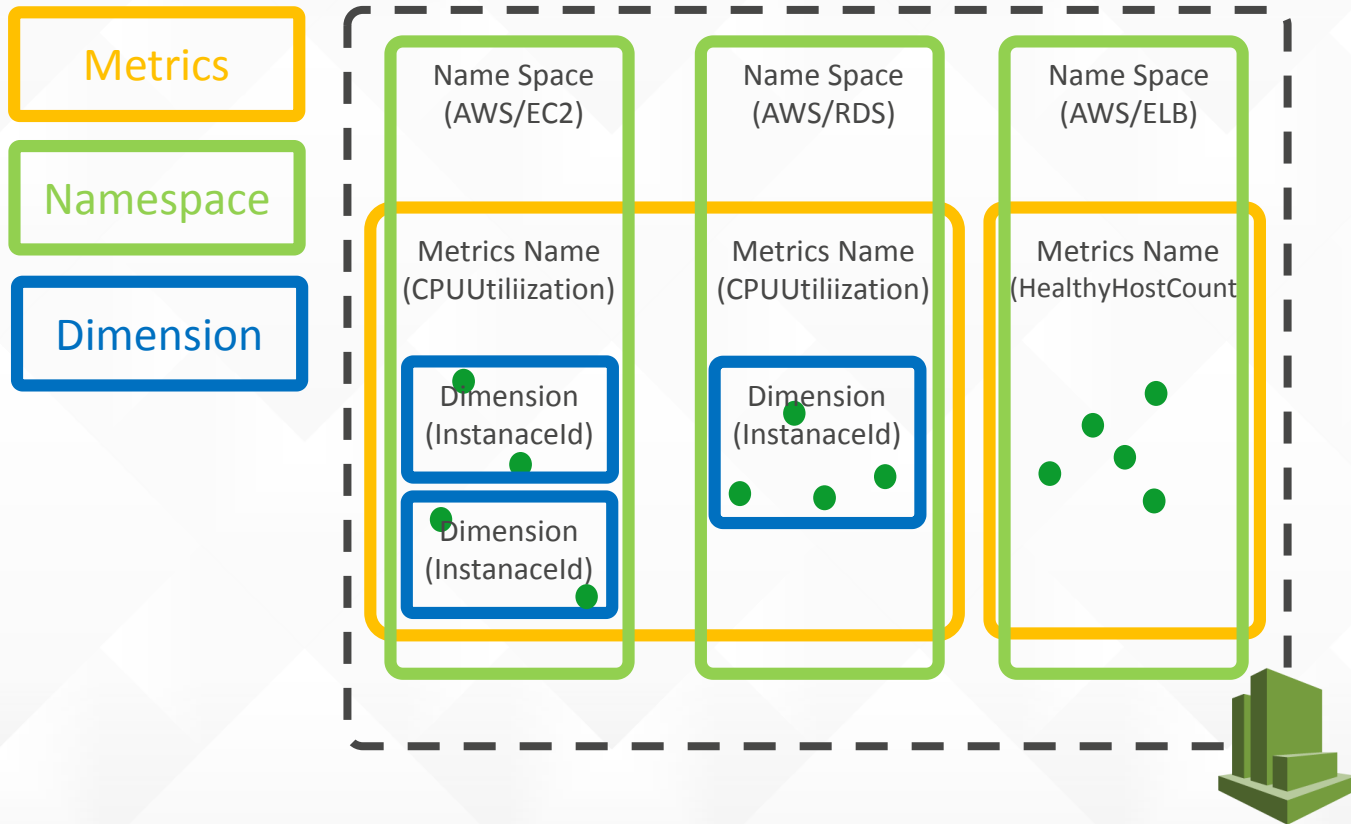 Metrics
Namespace
Dimension
Name Space
(AWS/EC2)
Metrics Name
(CPUUtiliization)
Dimension
(InstanaceId)
Dimension
(InstanaceId)
Name Space
(AWS/RDS)
Metrics Name
(CPUUtiliization)
Dimension
(InstanaceId)
Name Space
(AWS/ELB)
Metrics Name
(HealthyHostCount